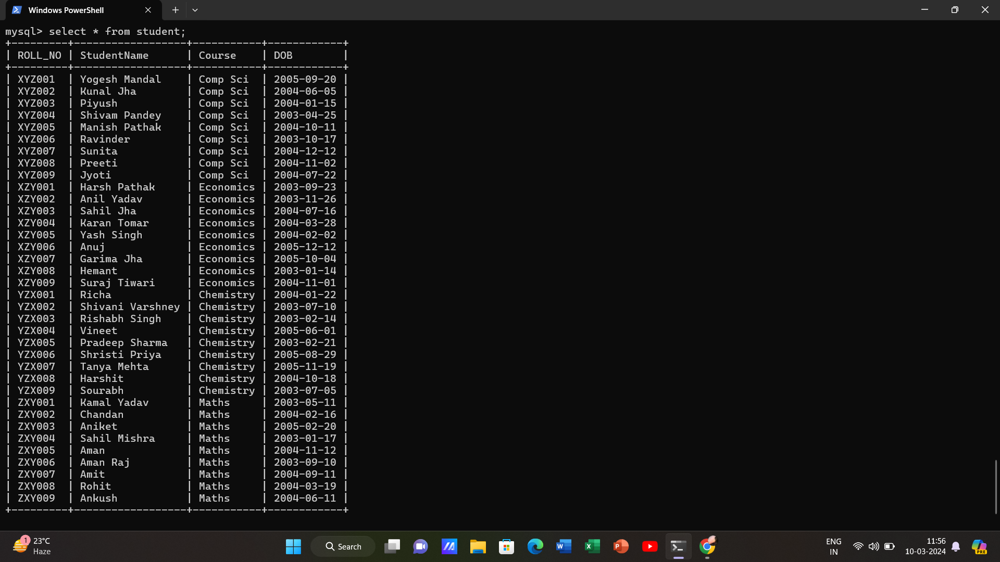 Windows PowerShell
mysql> select * from student;
+---------+-----------------+-----------+------------+
| ROLL_NO | StudentName | Course | DOB |
+---------+-----------------+-----------+------------+
| XYZ001 | Yogesh Mandal | Comp Sci | 2005-09-20 |
| XYZ002 | Kunal Jha | Comp Sci | 2004-06-05 |
| XYZ003 | Piyush | Comp Sci | 2004-01-15 |
| XYZ004 | Shivam Pandey | Comp Sci | 2003-04-25 |
| XYZ005 | Manish Pathak | Comp Sci | 2004-10-11 |
| XYZ006 | Ravinder | Comp Sci | 2003-10-17 |
| XYZ007 | Sunita | Comp Sci | 2004-12-12 |
| XYZ008 | Preeti | Comp Sci | 2004-11-02 |
| XYZ009 | Jyoti | Comp Sci | 2004-07-22 |
| XZY001 | Harsh Pathak | Economics | 2003-09-23 |
| XZY002 | Anil Yadav | Economics | 2003-11-26 |
| XZY003 | Sahil Jha | Economics | 2004-07-16 |
| XZY004 | Karan Tomar | Economics | 2004-03-28 |
| XZY005 | Yash Singh | Economics | 2004-02-02 |
| XZY006 | Anuj | Economics | 2005-12-12 |
| XZY007 | Garima Jha | Economics | 2005-10-04 |
| XZY008 | Hemant | Economics | 2003-01-14 |
| XZY009 | Suraj Tiwari | Economics | 2004-11-01 |
| YZX001 | Richa | Chemistry | 2004-01-22 |
| YZX002 | Shivani Varshney | Chemistry | 2003-07-10 |
| YZX003 | Rishabh Singh | Chemistry | 2003-02-14 |
| YZX004 | Vineet | Chemistry | 2005-06-01 |
| YZX005 | Pradeep Sharma | Chemistry | 2003-02-21 |
| YZX006 | Shristi Priya | Chemistry | 2005-08-29 |
| YZX007 | Tanya Mehta | Chemistry | 2005-11-19 |
| YZX008 | Harshit | Chemistry | 2004-10-18 |
| YZX009 | Sourabh | Chemistry | 2003-07-05 |
| ZXY001 | Kamal Yadav | Maths | 2003-05-11 |
| ZXY002 | Chandan | Maths | 2004-02-16 |
| ZXY003 | Aniket | Maths | 2005-02-20 |
| ZXY004 | Sahil Mishra | Maths | 2003-01-17 |
| ZXY005 | Aman | Maths | 2004-11-12 |
| ZXY006 | Aman Raj | Maths | 2003-09-10 |
| ZXY007 | Amit | Maths | 2004-09-11 |
| ZXY008 | Rohit | Maths | 2004-03-19 |
| ZXY009 | Ankush | Maths | 2004-06-11 |
+---------+-----------------+-----------+------------+
1
23°C
Haze
Search
W
X
P
ENG
IN
11:56
10-03-2024
PRE